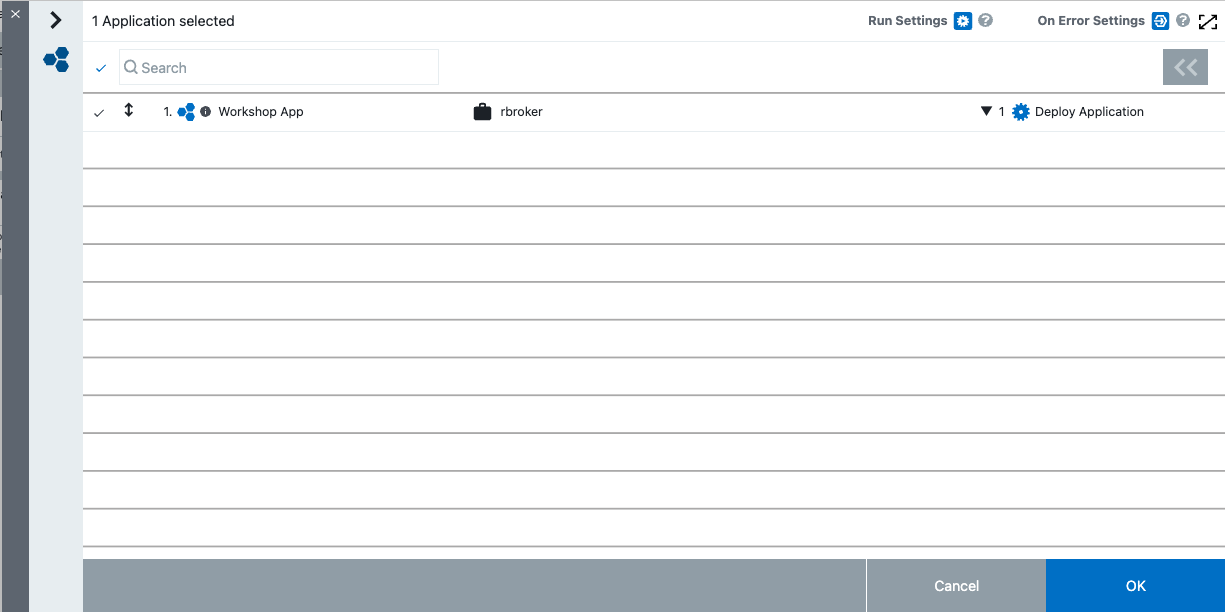 1 Application selected
Run Settings ?
On Error Settings ?
Search
1. Workshop App rbroker 1 Deploy Application
Cancel OK